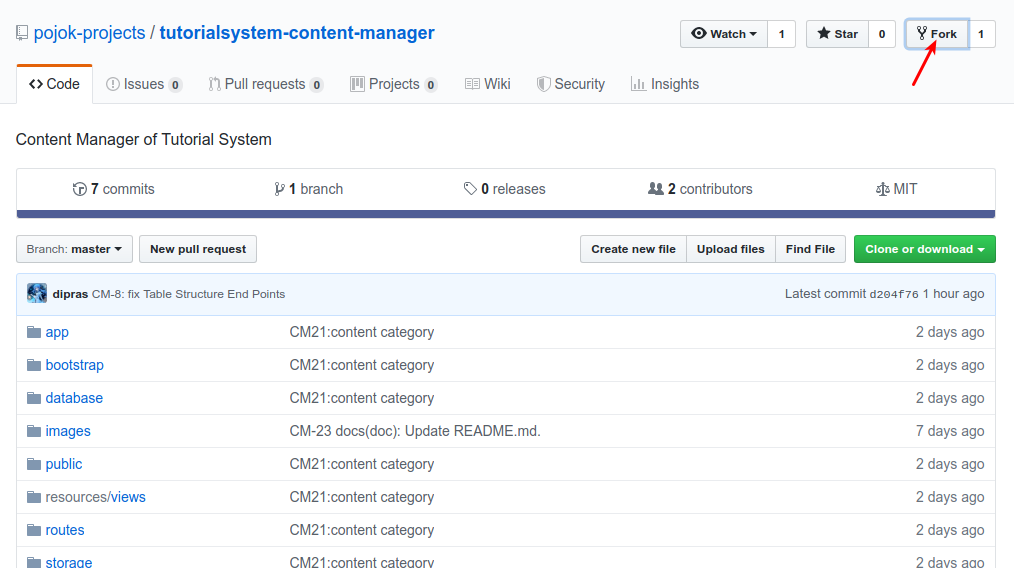 pojok-projects / tutorialsystem-content-manager Watch 1 Star 0 Fork 1
Code Issues 0 Pull requests 0 Projects 0 Wiki Security Insights
Content Manager of Tutorial System
7 commits 1 branch 0 releases 2 contributors MIT
Branch: master New pull request Create new file Upload files Find File Clone or download
dipras CM-8: fix Table Structure End Points Latest commit d204f76 1 hour ago
app CM21:content category 2 days ago
bootstrap CM21:content category 2 days ago
database CM21:content category 2 days ago
images CM-23 docs(doc): Update README.md. 7 days ago
public CM21:content category 2 days ago
resources/views CM21:content category 2 days ago
routes CM21:content category 2 days ago
storage CM21:content category 2 days ago